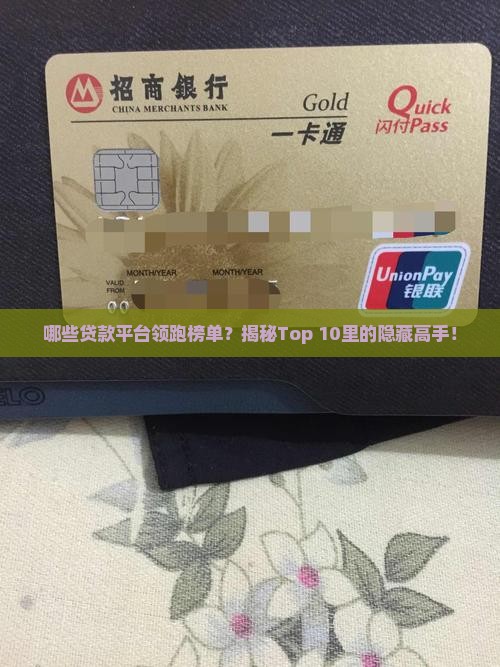 招商銀行
CHINA MERCHANTS BANK
Gold
一卡通
Quick
闪付Pass
MONTH/YEAR MONTH/YEAR
VALID
FROM
UnionPay
银联
哪些贷款平台领跑榜单？揭秘Top 10里的隐藏高手！
ELO